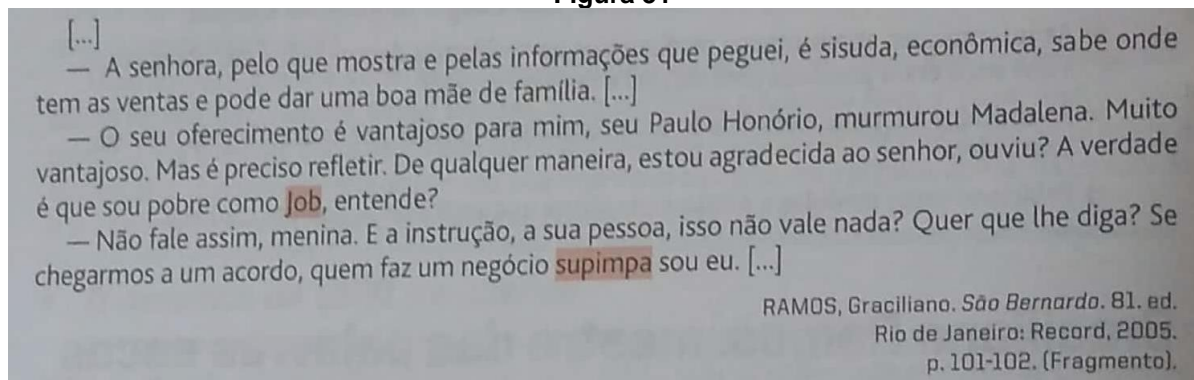 [...]
— A senhora, pelo que mostra e pelas informações que peguei, é sisuda, econômica, sabe onde
tem as ventas e pode dar uma boa mãe de família. [...]
— O seu oferecimento é vantajoso para mim, seu Paulo Honório, murmurou Madalena. Muito
vantajoso. Mas é preciso refletir. De qualquer maneira, estou agradecida ao senhor, ouviu? A verdade
é que sou pobre como Job, entende?
— Não fale assim, menina. E a instrução, a sua pessoa, isso não vale nada? Quer que lhe diga? Se
chegarmos a um acordo, quem faz um negócio supimpa sou eu. [...]
RAMOS, Graciliano. São Bernardo. 81. ed.
Rio de Janeiro: Record, 2005.
p. 101-102. (Fragmento).